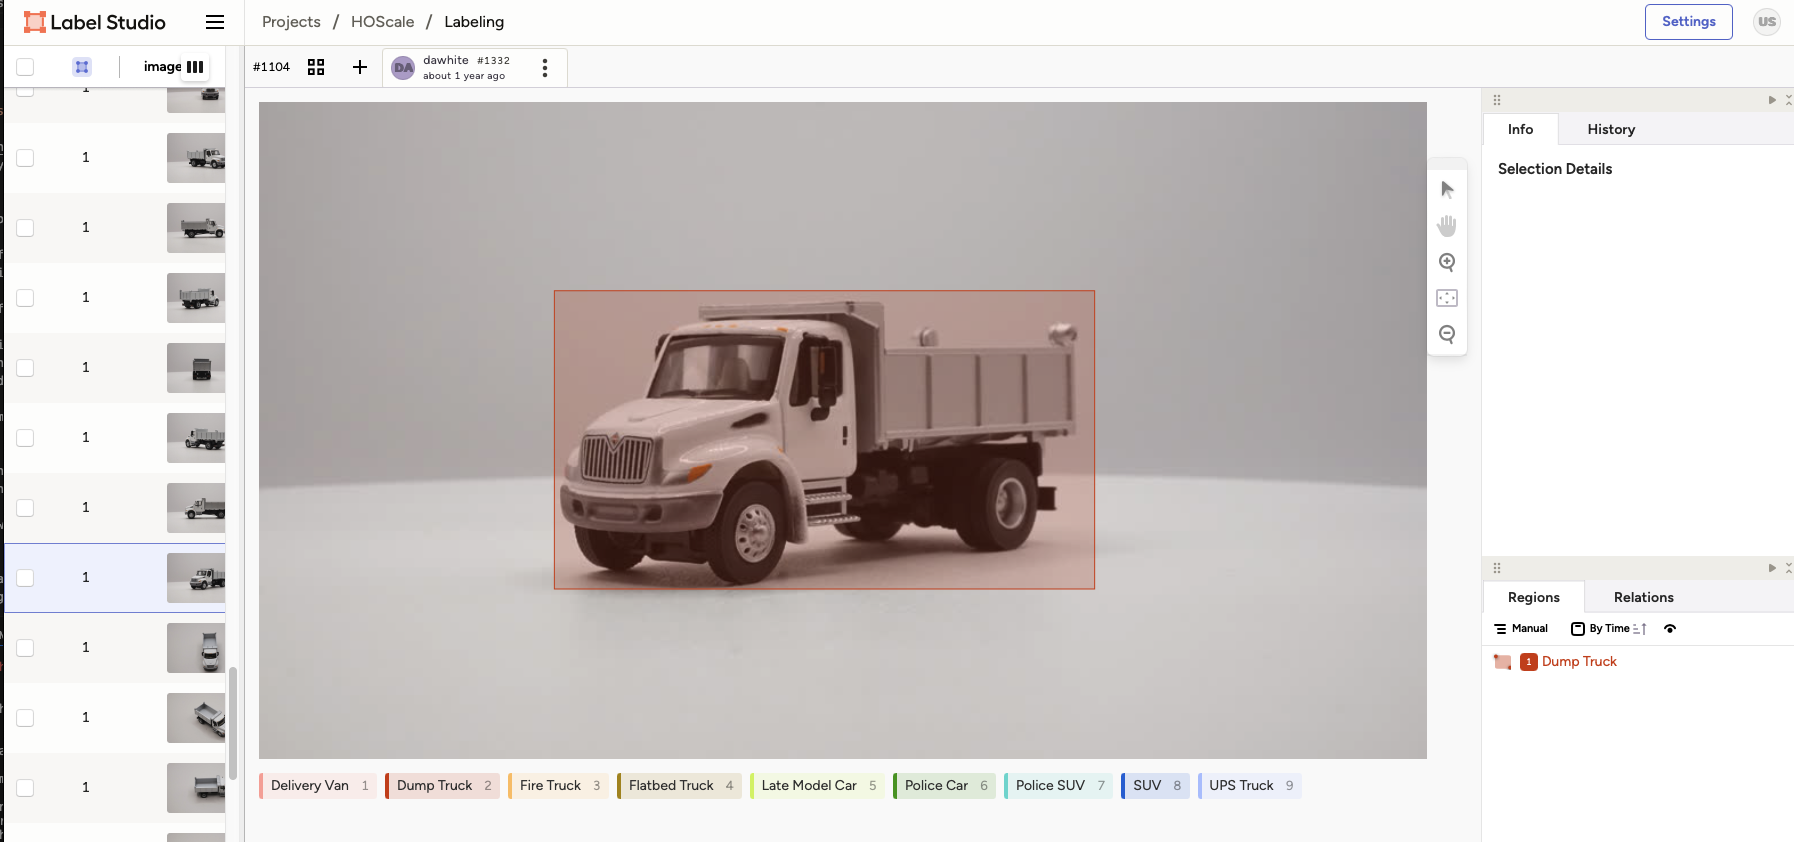 Label Studio
Projects / HOScale / Labeling
Settings
US
image
#1104
DA
dawhite #1332
about 1 year ago
1
1
1
1
1
1
1
1
1
1
1
Info
History
Selection Details
Regions
Relations
Manual
By Time
1 Dump Truck
Delivery Van 1
Dump Truck 2
Fire Truck 3
Flatbed Truck 4
Late Model Car 5
Police Car 6
Police SUV 7
SUV 8
UPS Truck 9